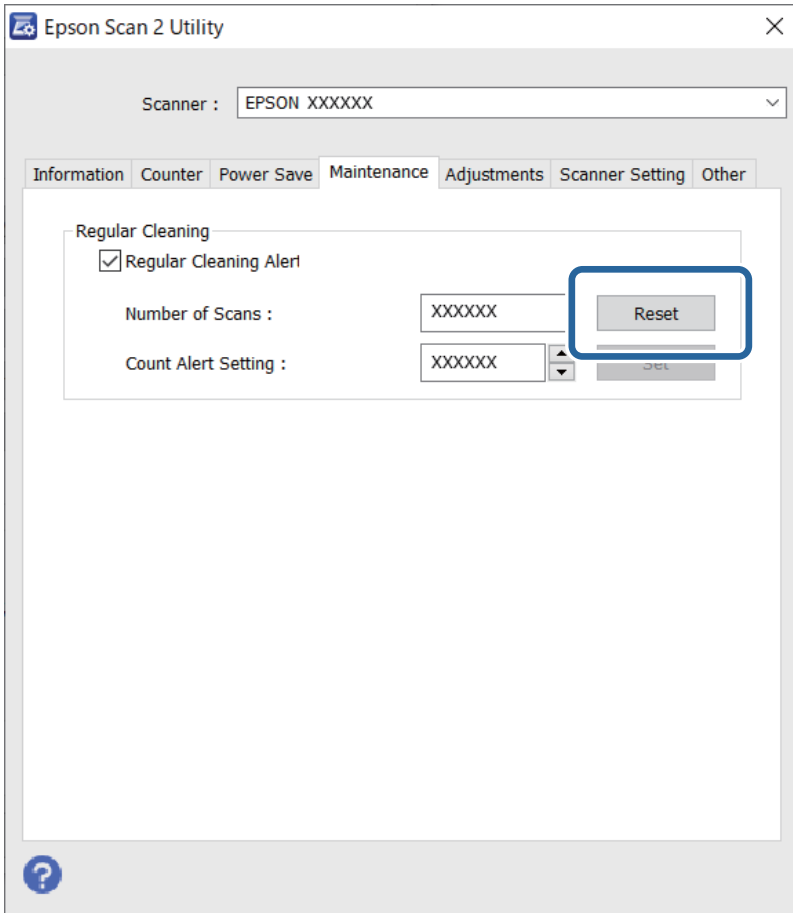 Epson Scan 2 Utility
Scanner : EPSON XXXXXX
Information Counter Power Save Maintenance Adjustments Scanner Setting Other
Regular Cleaning
Regular Cleaning Alert
Number of Scans : XXXXXX Reset
Count Alert Setting : XXXXXX Set
?